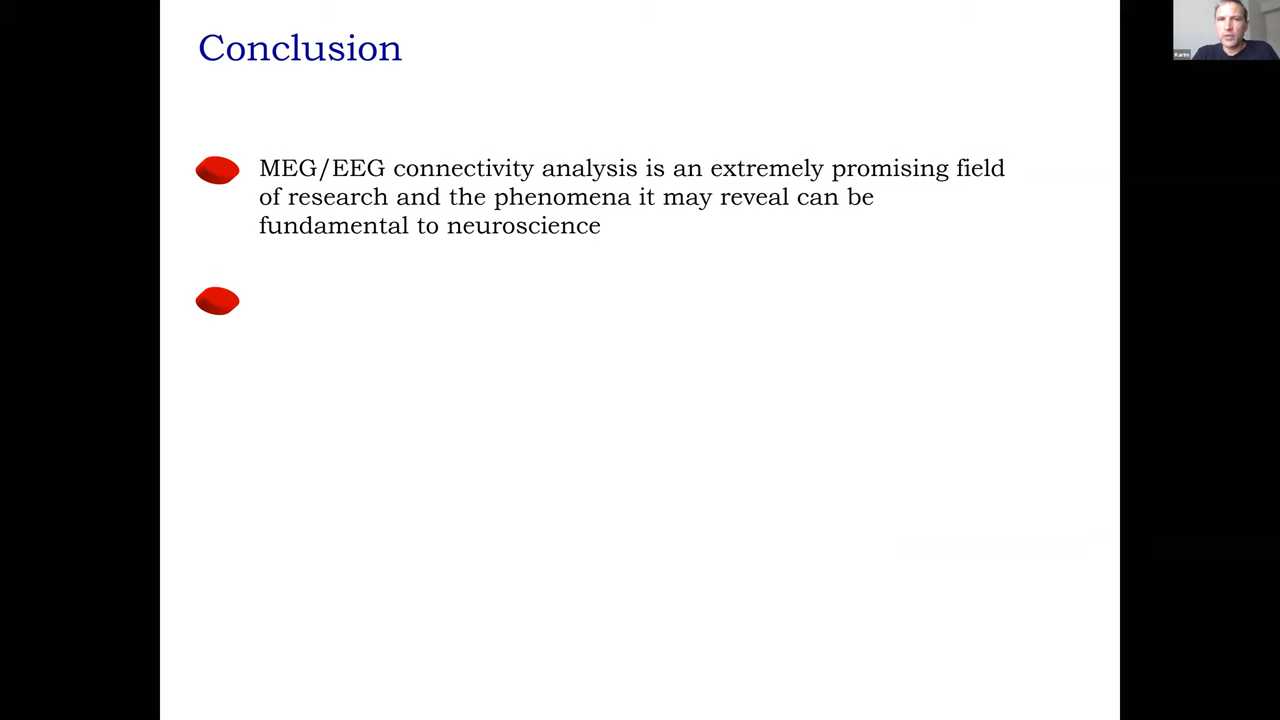 Conclusion
MEG/EEG connectivity analysis is an extremely promising field
of research and the phenomena it may reveal can be
fundamental to neuroscience
Karim